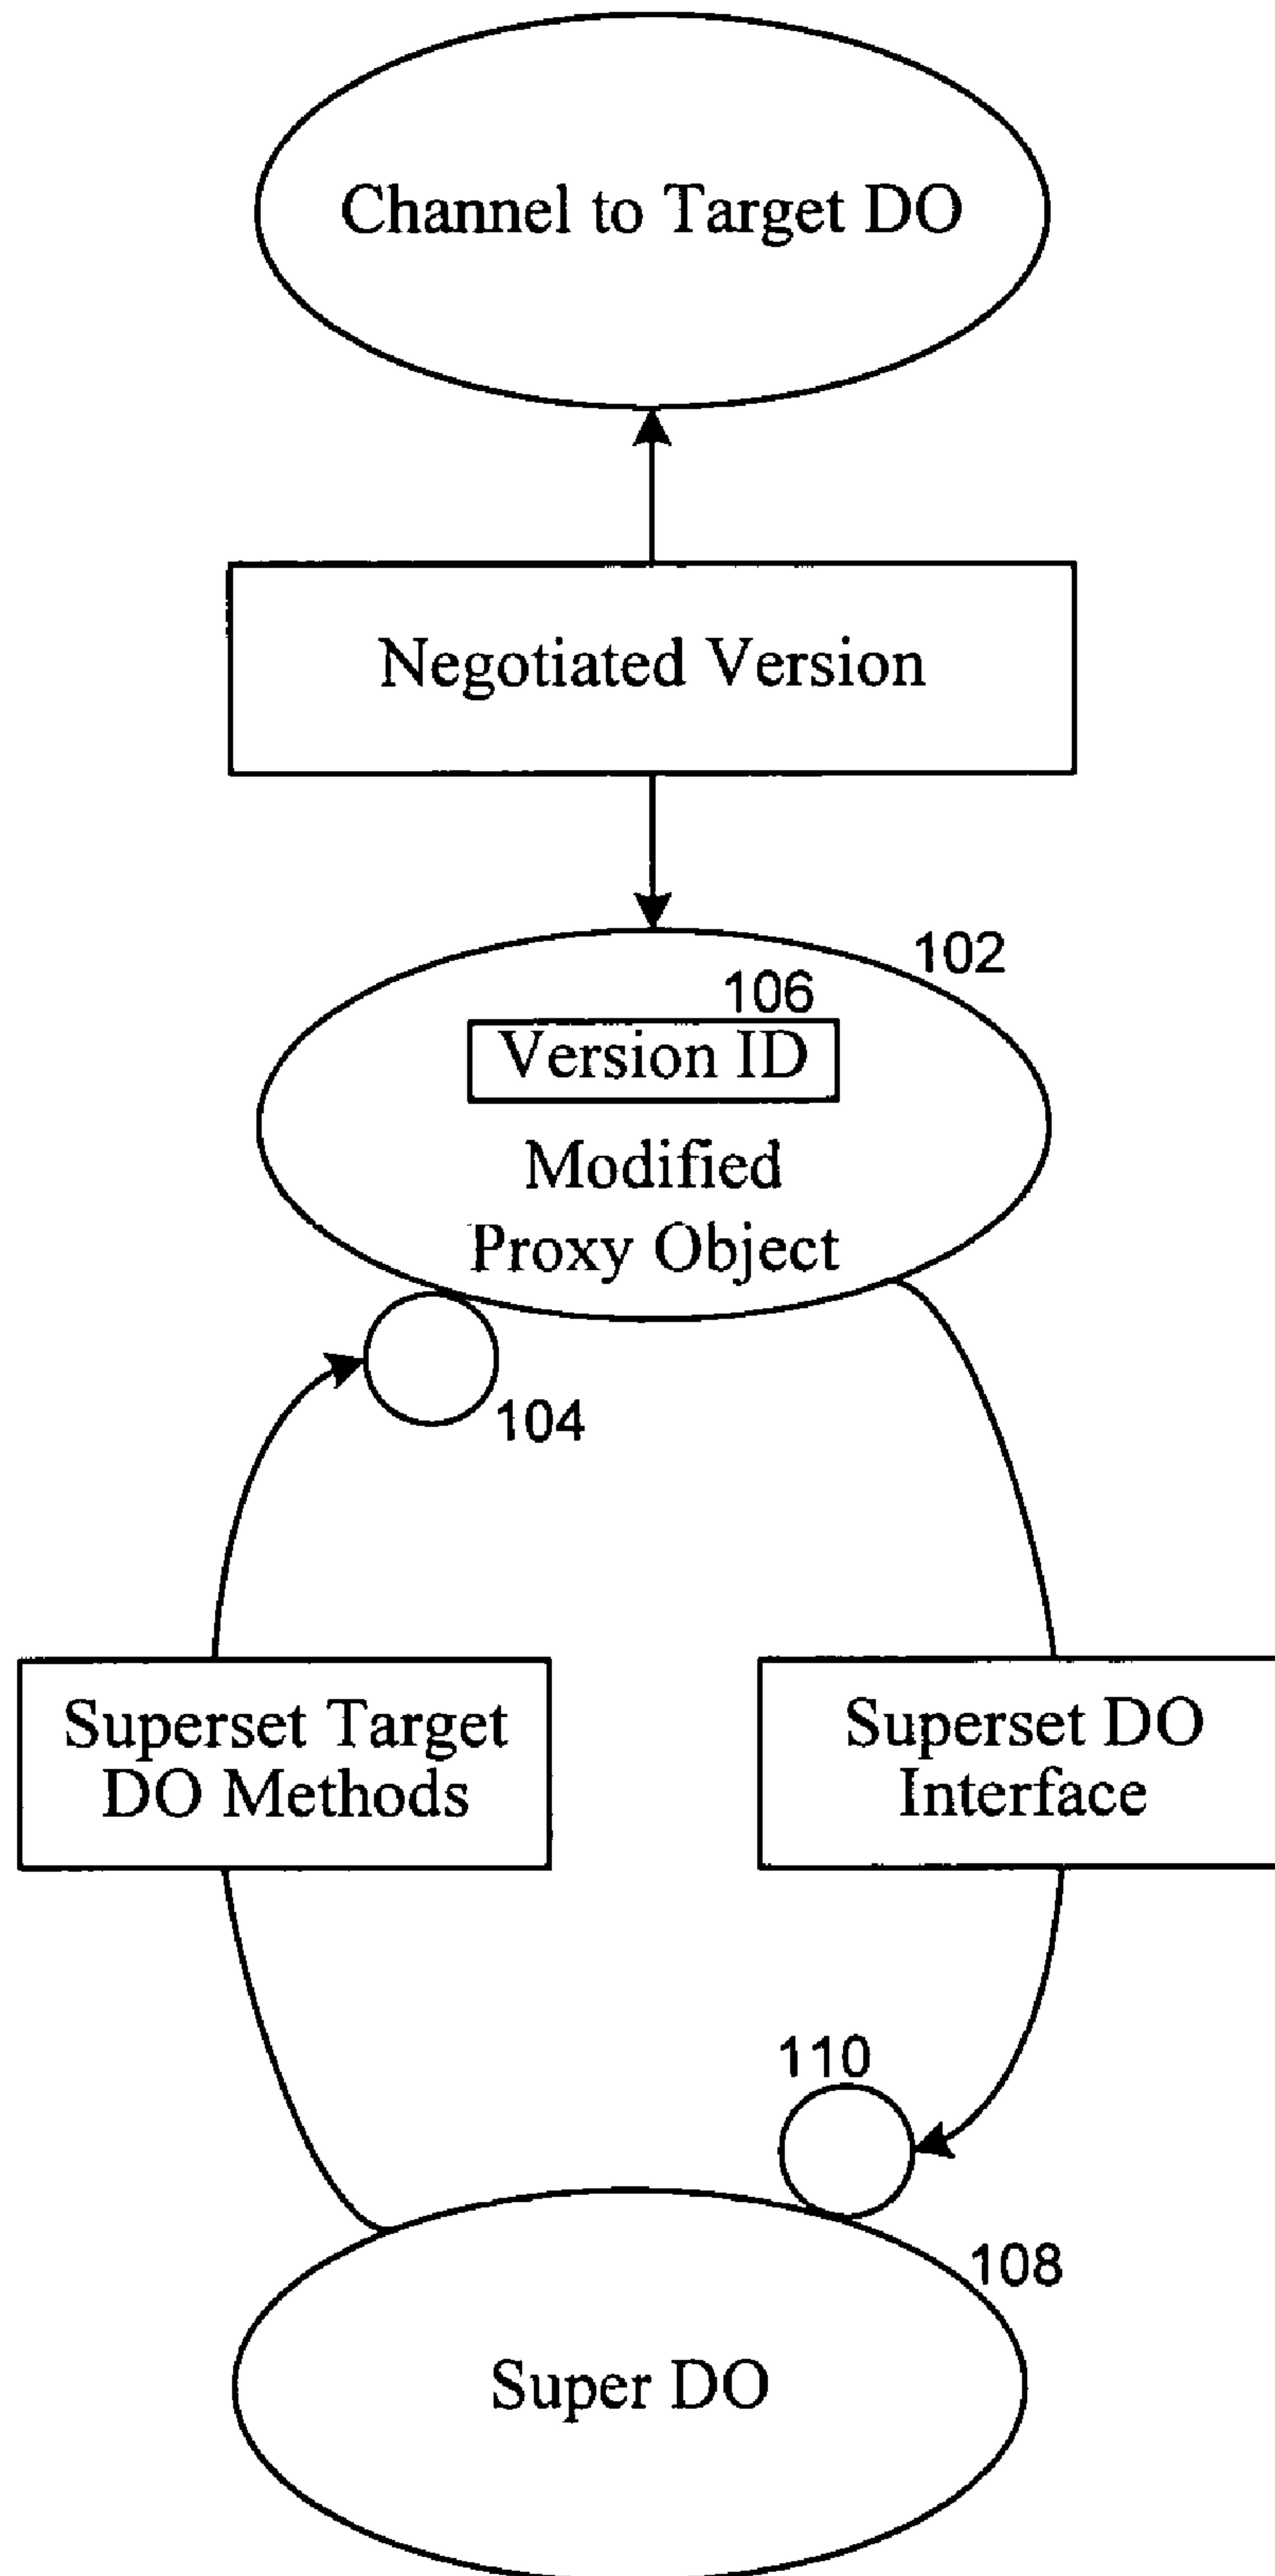 Channel to Target DO
Negotiated Version
102
106
Version ID
Modified
Proxy Object
104
Superset Target
DO Methods
Superset DO
Interface
110
108
Super DO